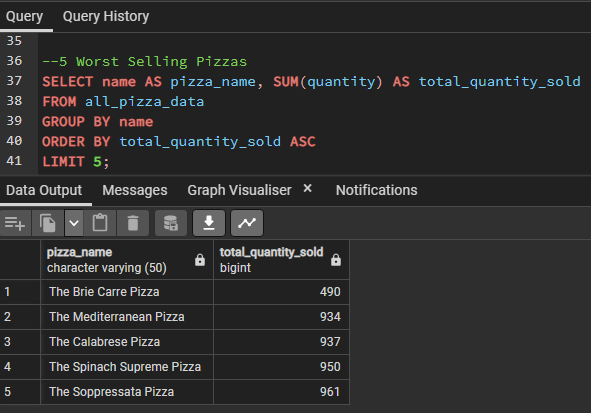 Query Query History
35
36 --5 Worst Selling Pizzas
37 SELECT name AS pizza_name, SUM(quantity) AS total_quantity_sold
38 FROM all_pizza_data
39 GROUP BY name
40 ORDER BY total_quantity_sold ASC
41 LIMIT 5;
Data Output Messages Graph Visualiser × Notifications
pizza_name total_quantity_sold
character varying (50) bigint
1 The Brie Carre Pizza 490
2 The Mediterranean Pizza 934
3 The Calabrese Pizza 937
4 The Spinach Supreme Pizza 950
5 The Soppressata Pizza 961